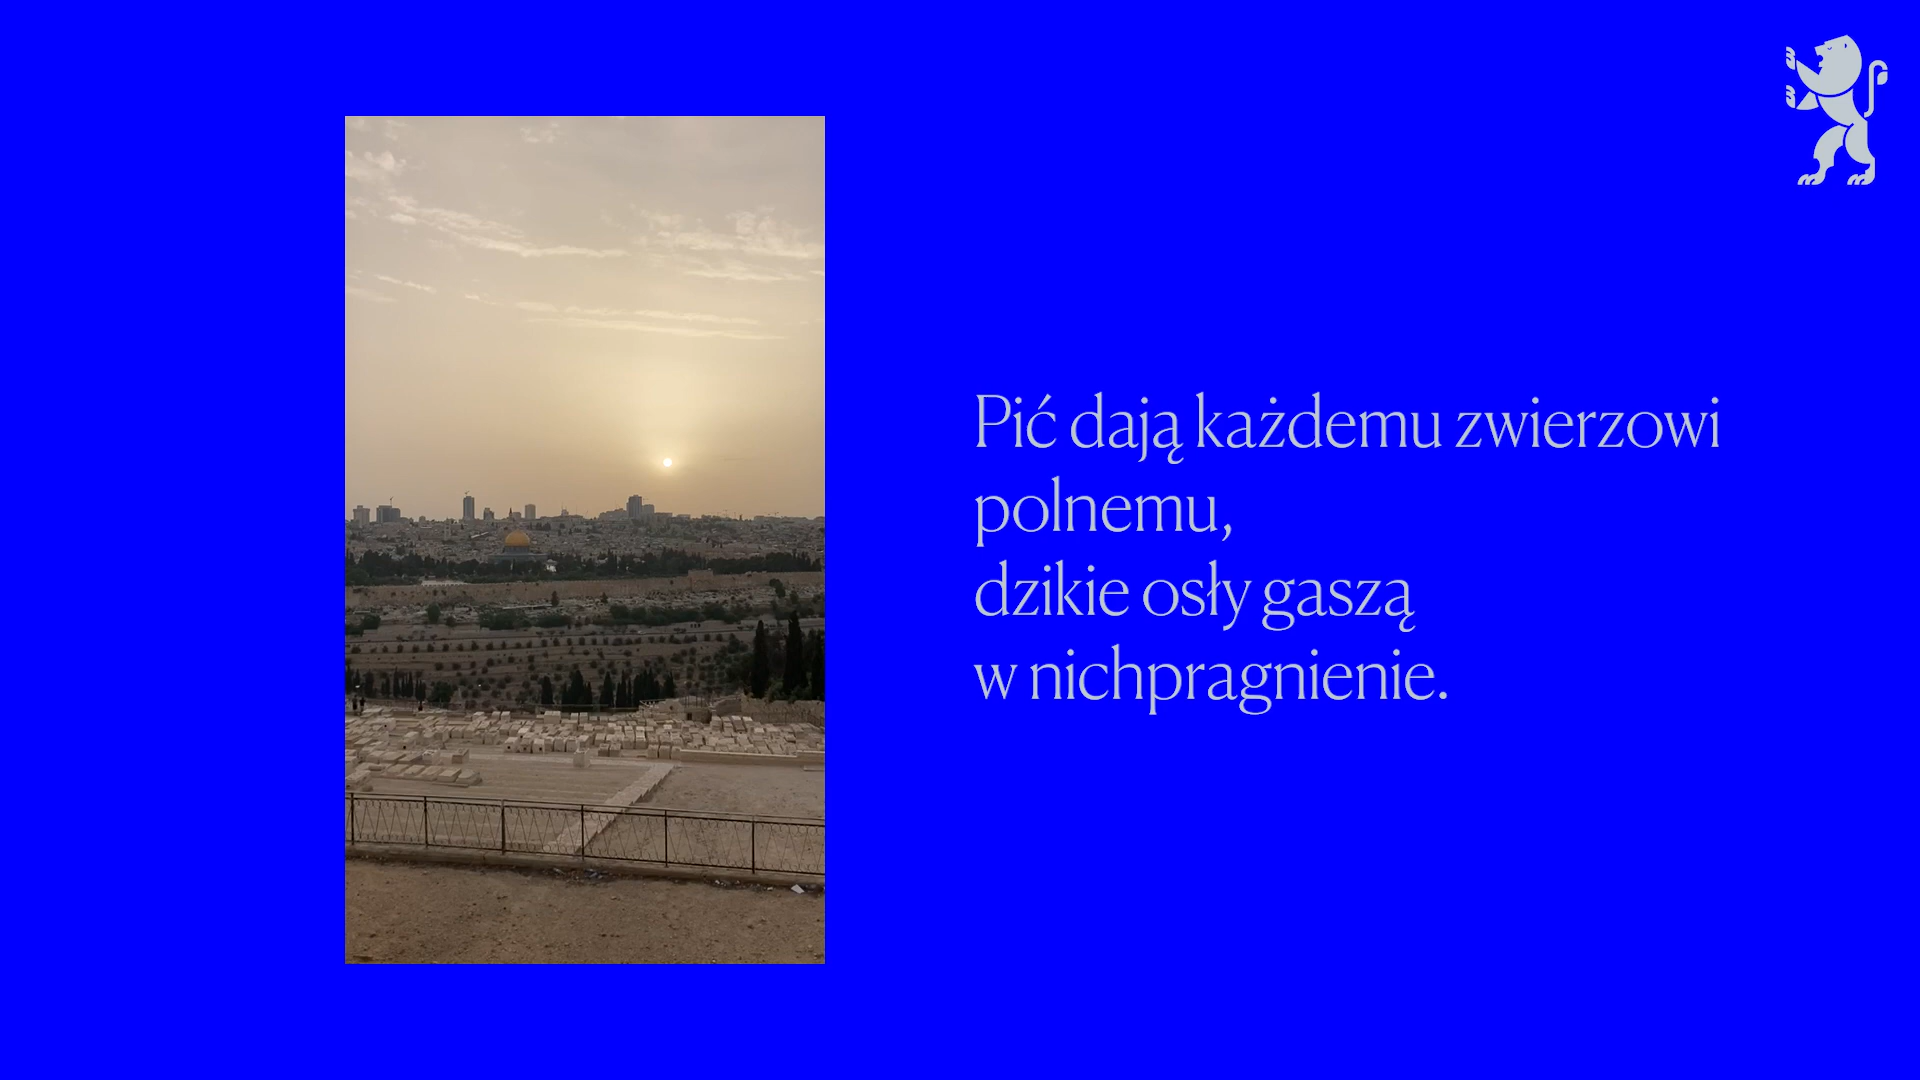 Pić dają każdemu zwierzowi
polnemu,
dzikie osły gaszą
w nichpragnienie.